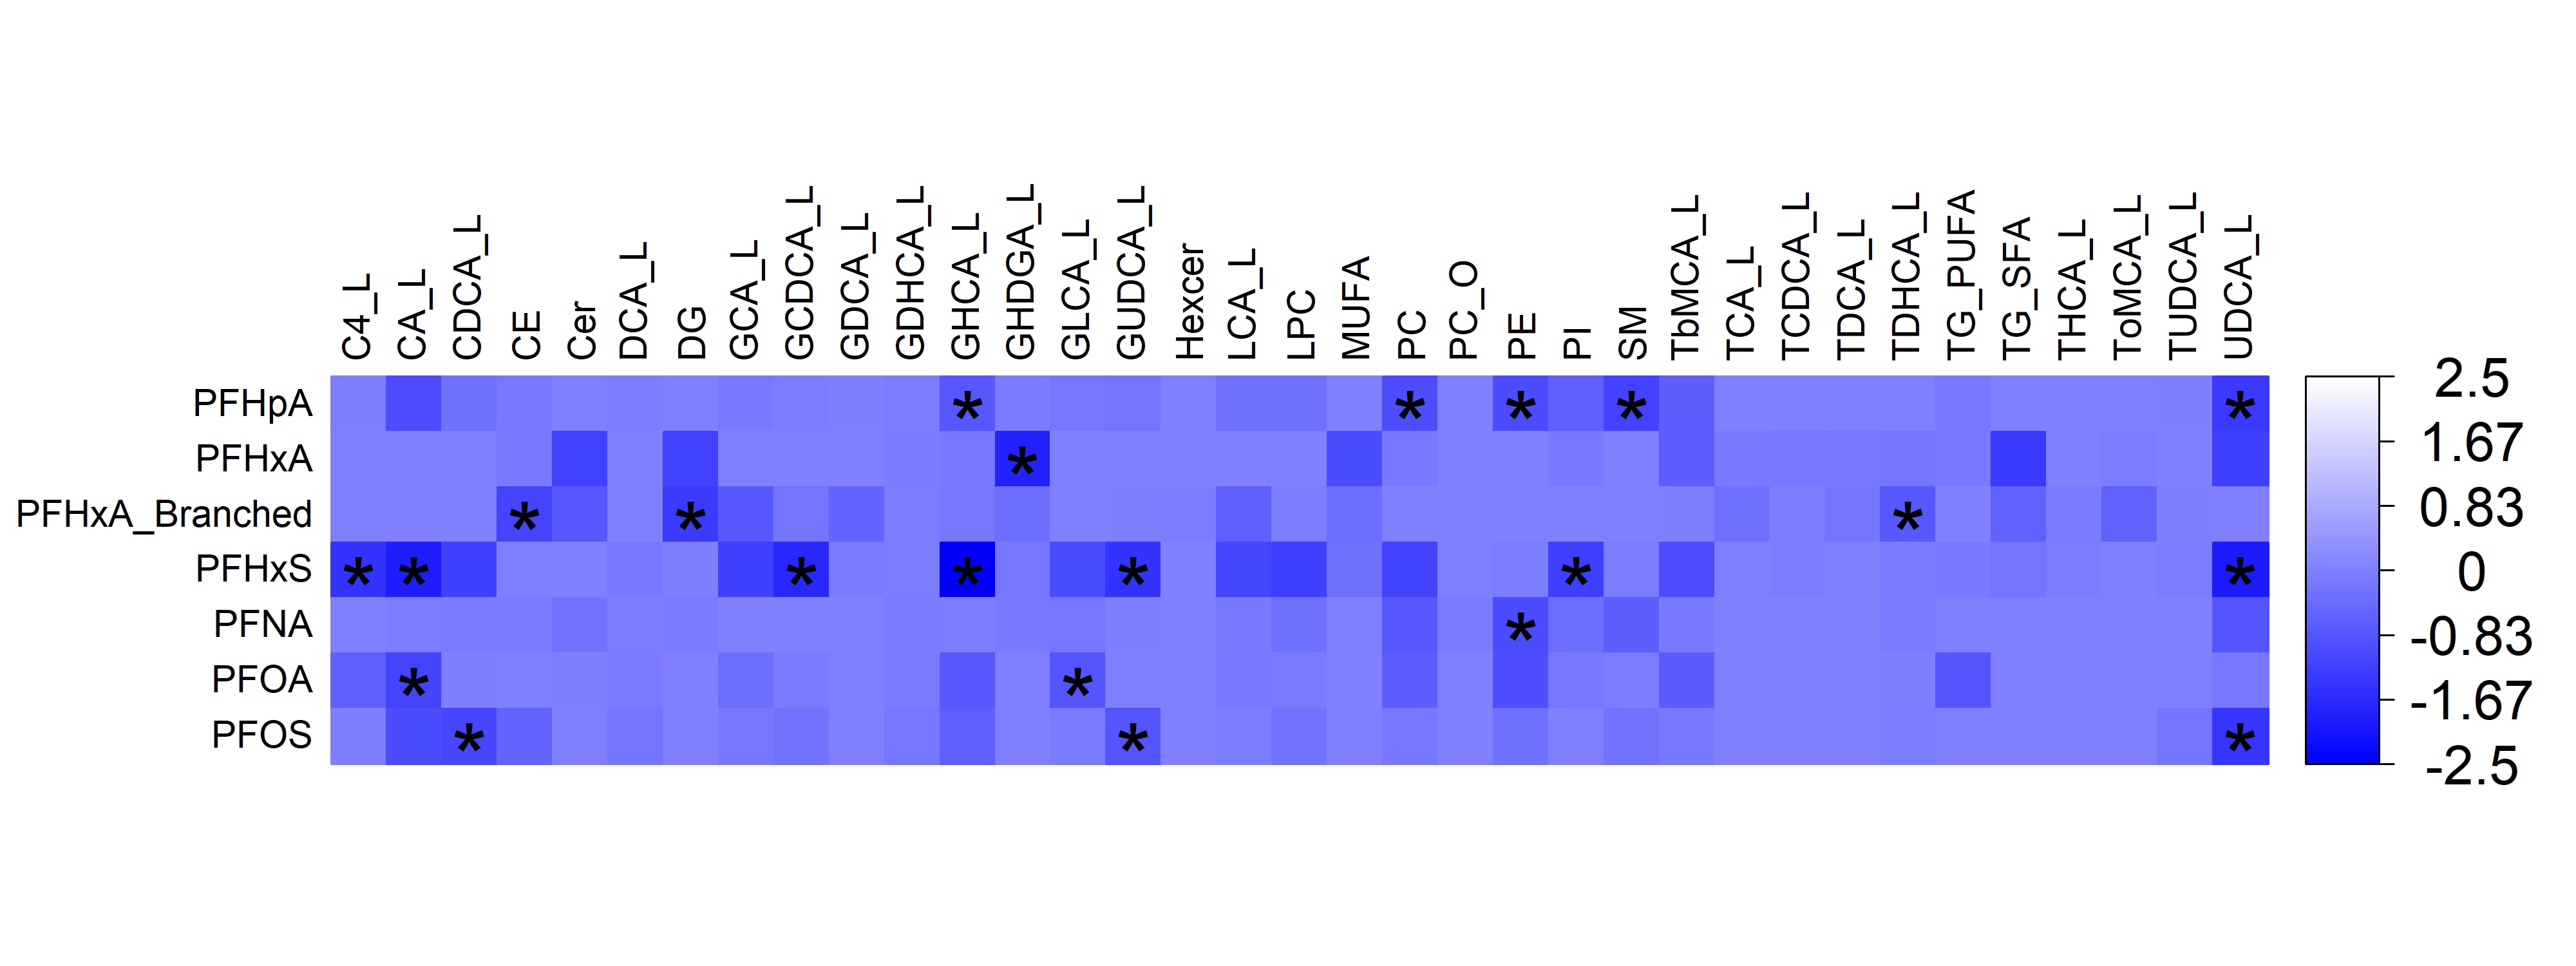 C4_L
CA_L
CDCA_L
CE
Cer
DCA_L
DG
GCA_L
GCDCA_L
GDCA_L
GDHCA_L
GHCA_L
GHDGA_L
GLCA_L
GUDCA_L
Hexcer
LCA_L
LPC
MUFA
PC
PC_O
PE
PI
SM
TbMCA_L
TCA_L
TCDCA_L
TDCA_L
TDHCA_L
TG_PUFA
TG_SFA
THCA_L
ToMCA_L
TUDCA_L
UDCA_L
PFHpA * * * * *
PFHxA *
PFHxA_Branched * * *
PFHxS * * * * * * *
PFNA *
PFOA * *
PFOS * * *
2.5
1.67
0.83
0
-0.83
-1.67
-2.5